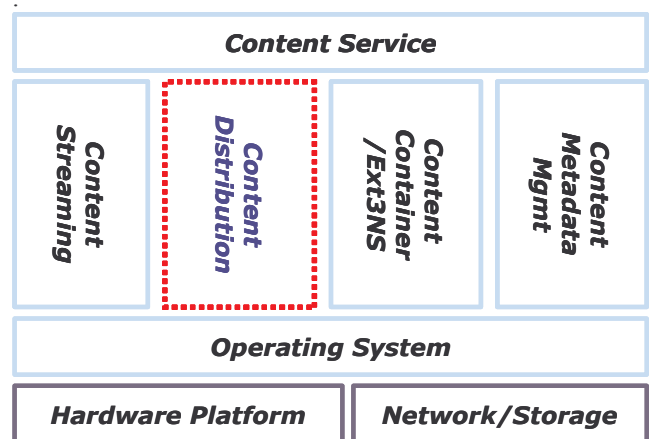 Content Service
Content
Streaming
Content
Distribution
Content
Container
/Ext3NS
Content
Metadata
Mgmt
Operating System
Hardware Platform
Network/Storage